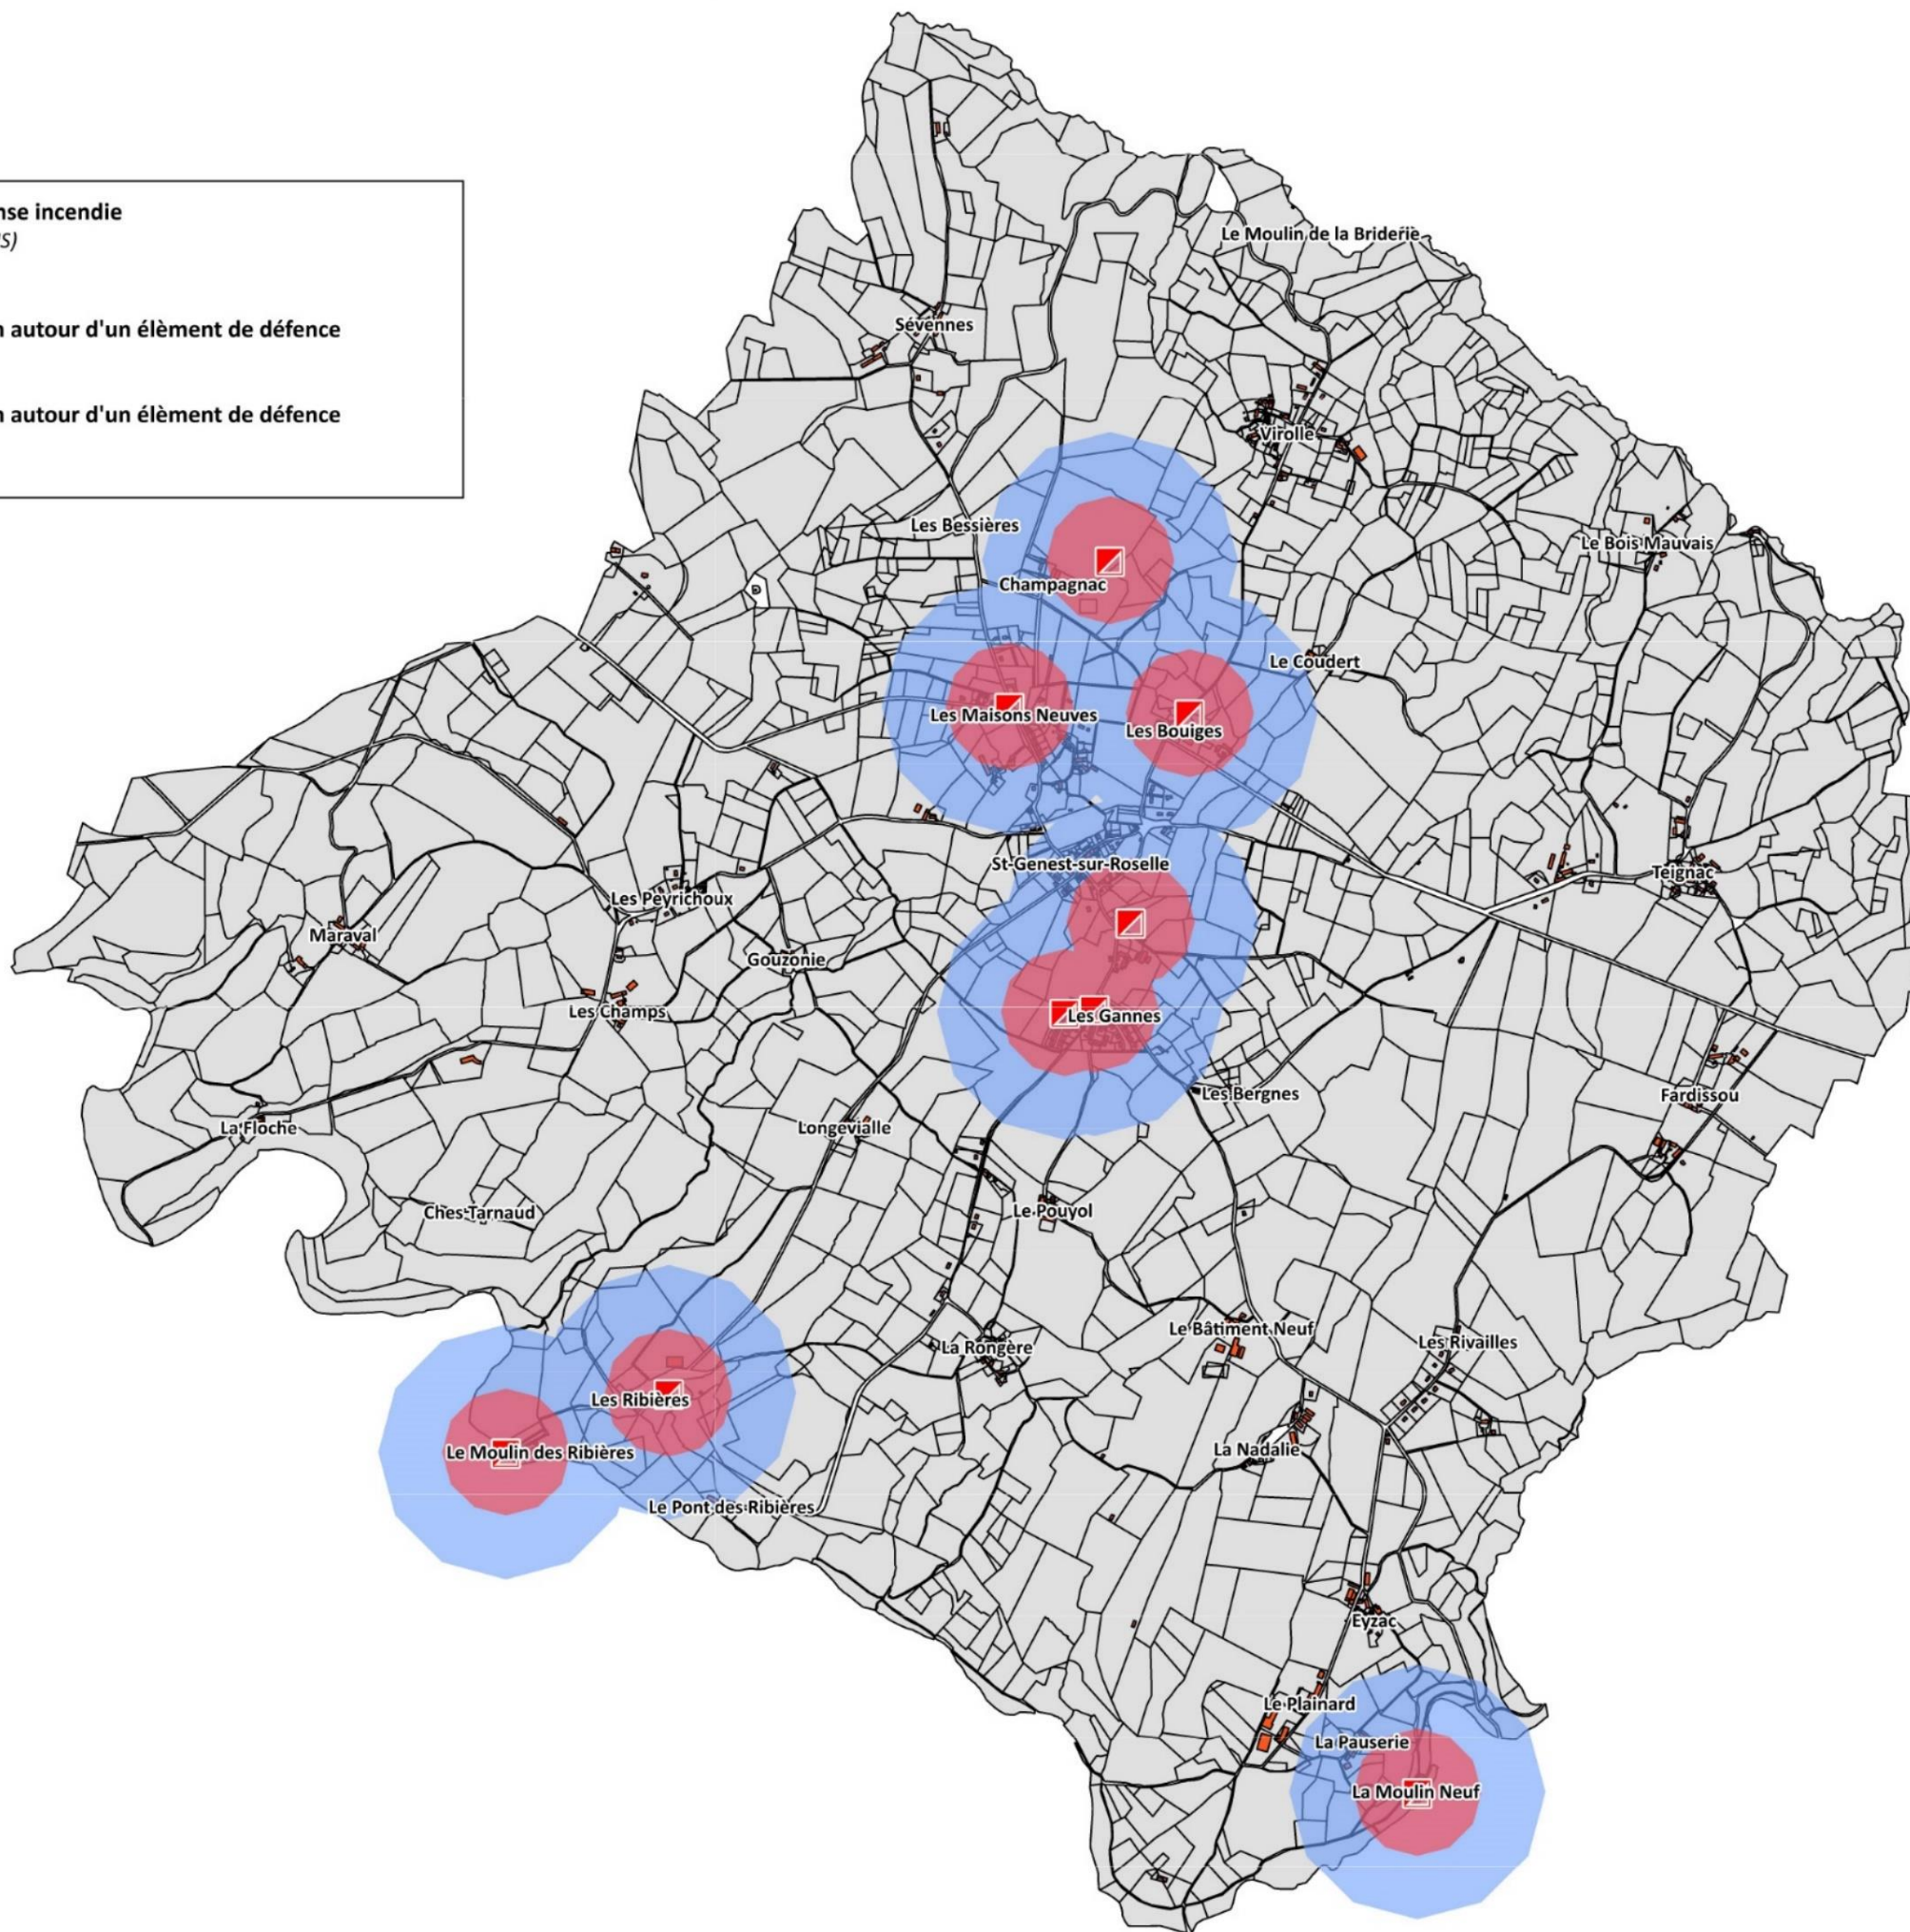 nse incendie
S)
n autour d'un élèment de défence
n autour d'un élèment de défence
Le Moulin de la Briderie
Sévennes
Virolle
Les Bessières
Le Bois Mauvais
Champagnac
Le Coudert
Les Maisons Neuves
Les Bouiges
St-Genest-sur-Roselle
Teignac
Les Peyrichoux
Maraval
Gouzonie
Les Champs
Les Gannes
Les Bergnes
Fardissou
La Floche
Longevialle
Ches Tarnaud
Le Pouyol
Le Bâtiment Neuf
Les Rivailles
La Rongère
Les Ribières
La Nadalie
Le Moulin des Ribières
Le Pont des Ribières
Eyzac
Le Plainard
La Pauserie
La Moulin Neuf